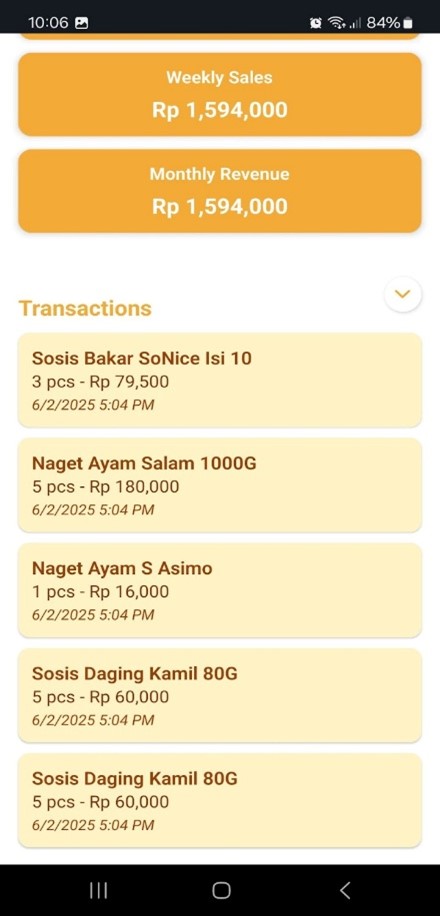 10:06 84%
Weekly Sales
Rp 1,594,000
Monthly Revenue
Rp 1,594,000
Transactions
Sosis Bakar SoNice Isi 10
3 pcs - Rp 79,500
6/2/2025 5:04 PM
Naget Ayam Salam 1000G
5 pcs - Rp 180,000
6/2/2025 5:04 PM
Naget Ayam S Asimo
1 pcs - Rp 16,000
6/2/2025 5:04 PM
Sosis Daging Kamil 80G
5 pcs - Rp 60,000
6/2/2025 5:04 PM
Sosis Daging Kamil 80G
5 pcs - Rp 60,000
6/2/2025 5:04 PM